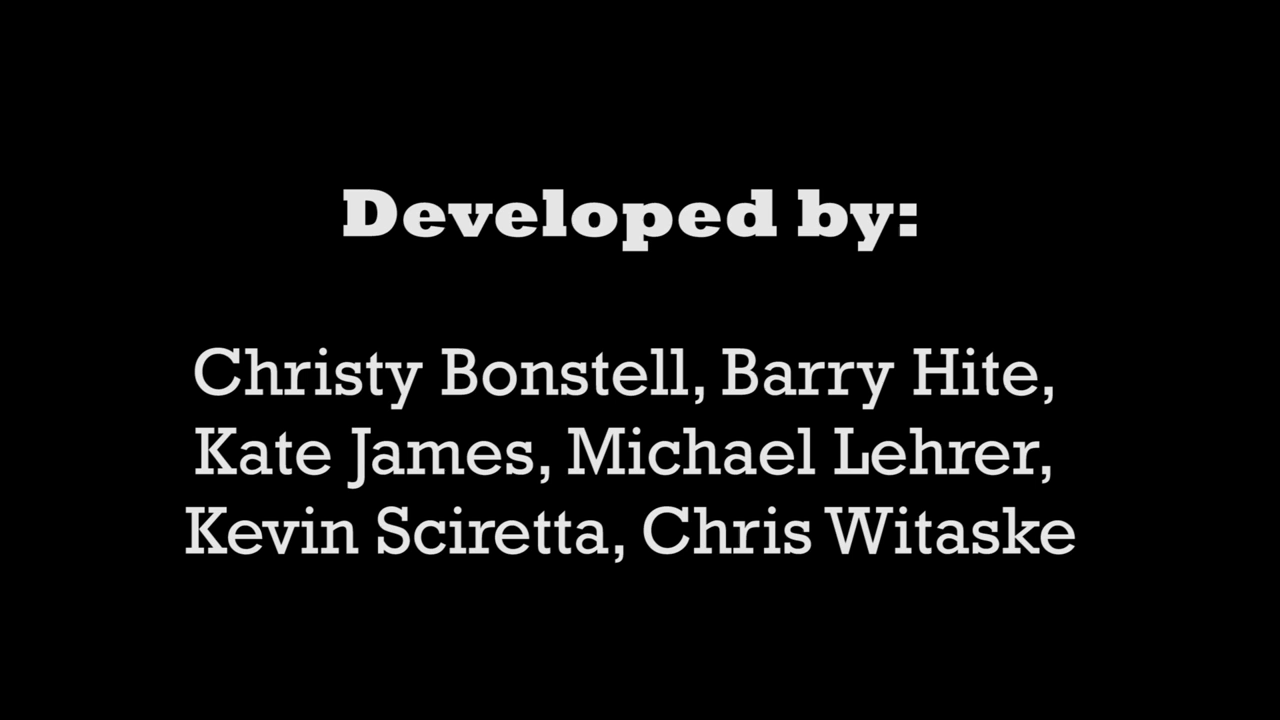 Developed by:
Christy Bonstell, Barry Hite,
Kate James, Michael Lehrer,
Kevin Sciretta, Chris Witaske